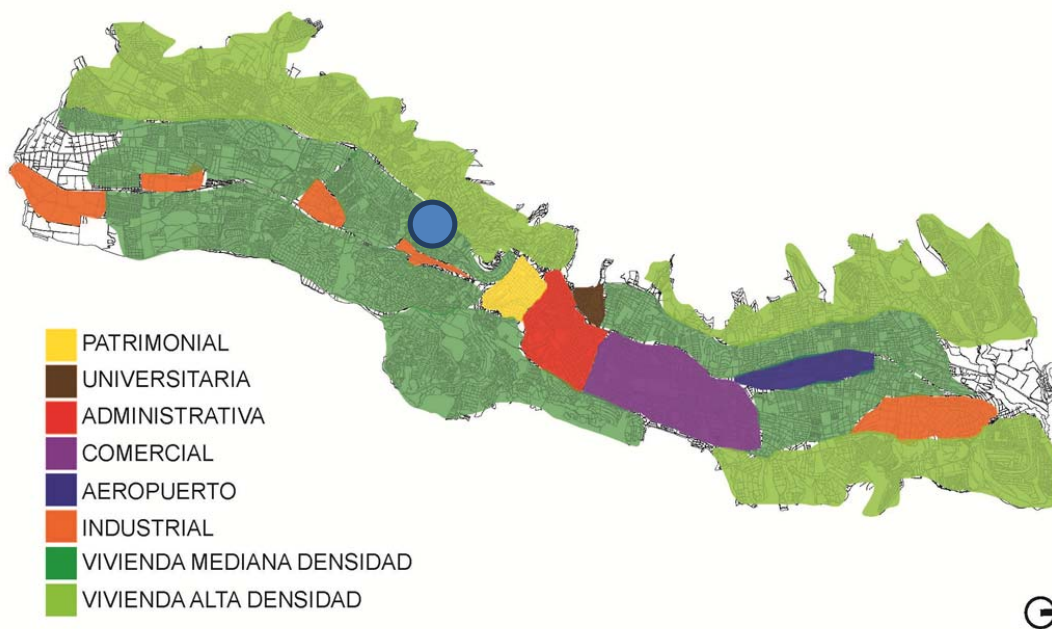 PATRIMONIAL
UNIVERSITARIA
ADMINISTRATIVA
COMERCIAL
AEROPUERTO
INDUSTRIAL
VIVIENDA MEDIANA DENSIDAD
VIVIENDA ALTA DENSIDAD